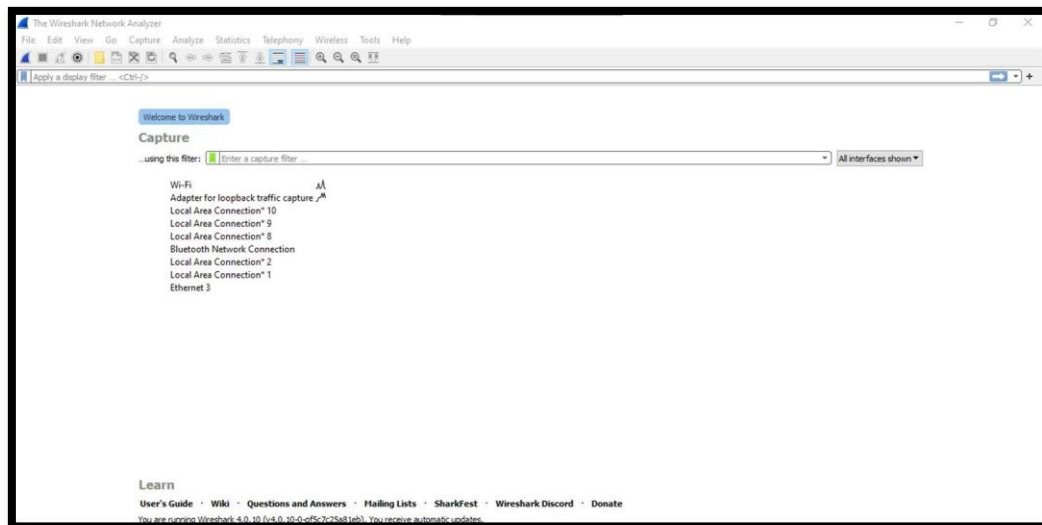 The Wireshark Network Analyzer
File Edit View Go Capture Analyze Statistics Telephony Wireless Tools Help
Apply a display filter ... <Ctrl-/>
Welcome to Wireshark
Capture
...using this filter: Enter a capture filter ... All interfaces shown
Wi-Fi
Adapter for loopback traffic capture
Local Area Connection* 10
Local Area Connection* 9
Local Area Connection* 8
Bluetooth Network Connection
Local Area Connection* 2
Local Area Connection* 1
Ethernet 3
Learn
User's Guide · Wiki · Questions and Answers · Mailing Lists · SharkFest · Wireshark Discord · Donate
You are running Wireshark 4.0.10 (v4.0.10-0-gf5c7c25a81eb). You receive automatic updates.